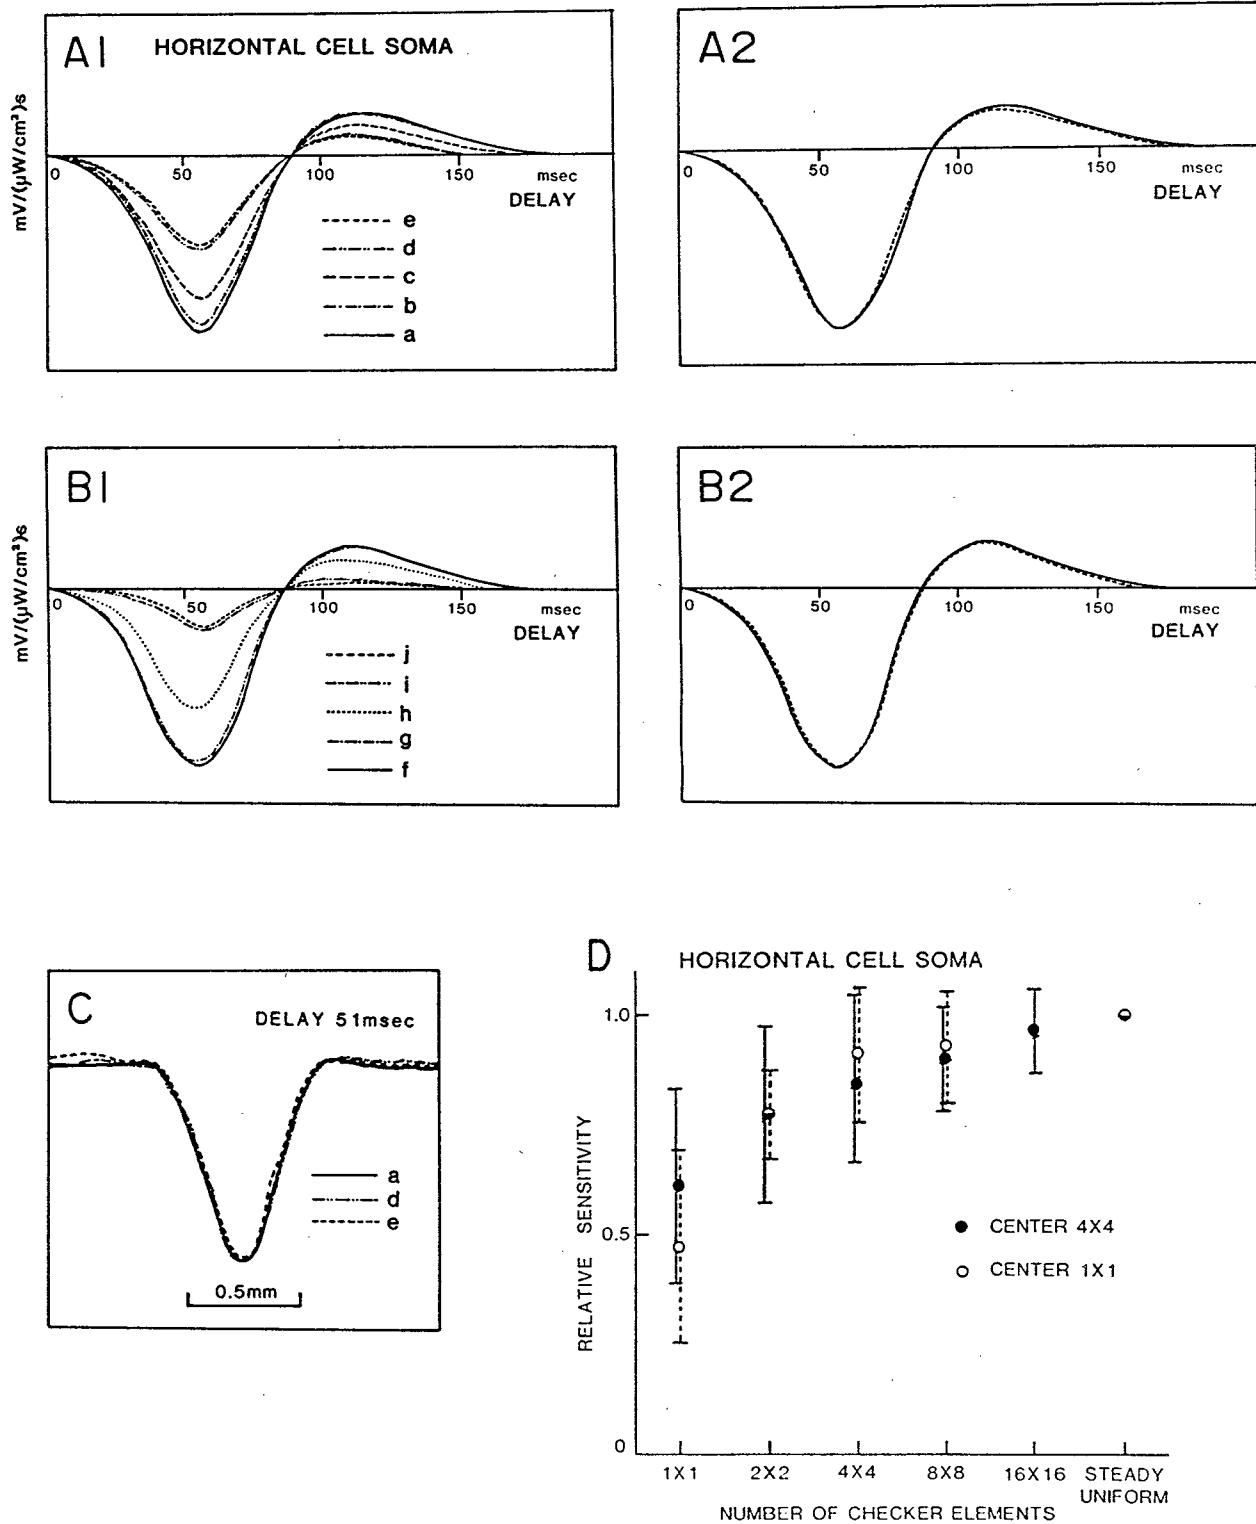 A1 HORIZONTAL CELL SOMA
mV/(μW/cm²)s
0 50 100 150 msec
DELAY
e
d
c
b
a
A2
0 50 100 150 msec
DELAY
B1
mV/(μW/cm²)s
0 50 100 150 msec
DELAY
j
i
h
g
f
B2
0 50 100 150 msec
DELAY
C
DELAY 51msec
a
d
e
0.5mm
D HORIZONTAL CELL SOMA
1.0
0.5
0
RELATIVE SENSITIVITY
CENTER 4X4
CENTER 1X1
1X1 2X2 4X4 8X8 16X16 STEADY
UNIFORM
NUMBER OF CHECKER ELEMENTS